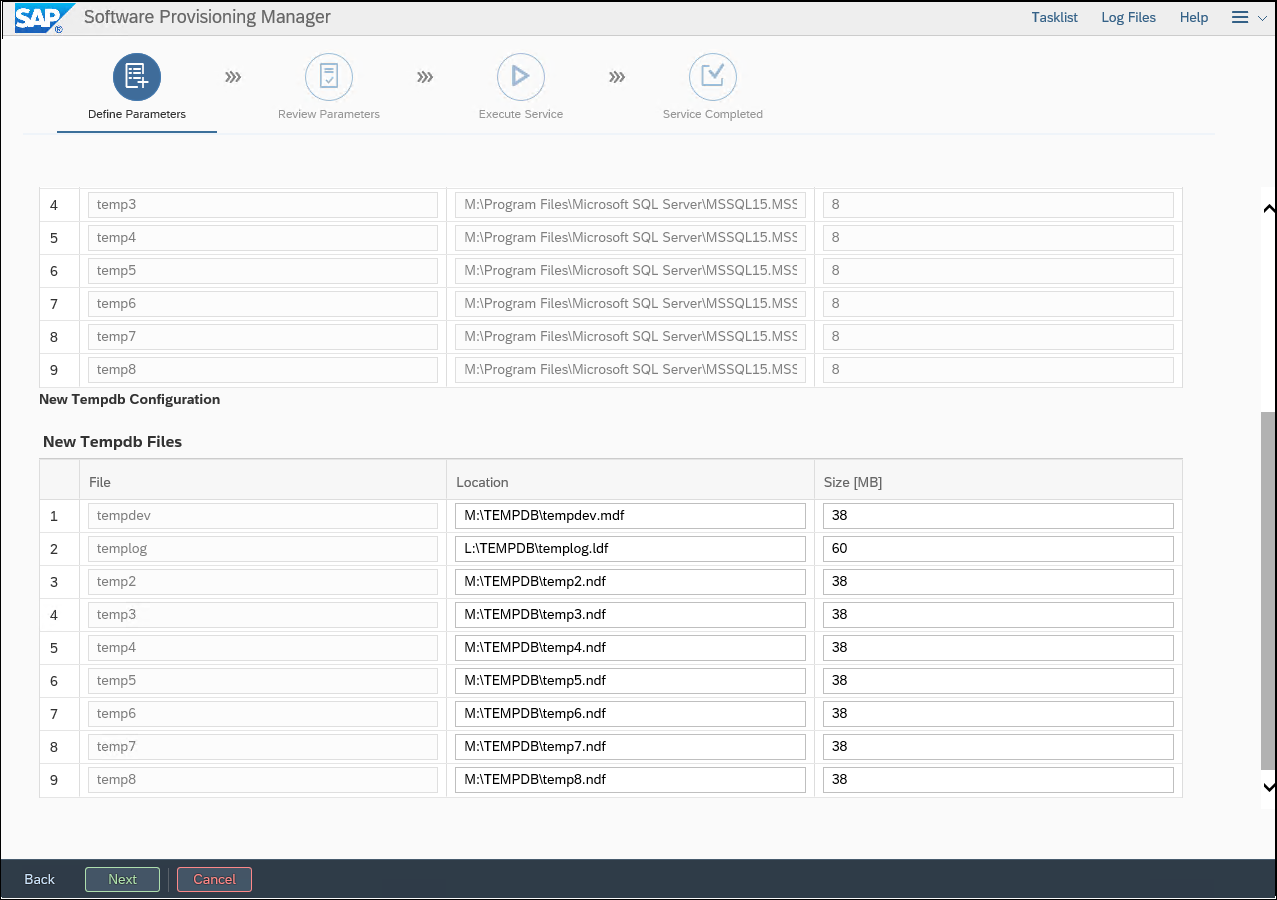 SAP ® Software Provisioning Manager Tasklist Log Files Help
Define Parameters Review Parameters Execute Service Service Completed
4 temp3 M:\Program Files\Microsoft SQL Server\MSSQL15.MSS 8
5 temp4 M:\Program Files\Microsoft SQL Server\MSSQL15.MSS 8
6 temp5 M:\Program Files\Microsoft SQL Server\MSSQL15.MSS 8
7 temp6 M:\Program Files\Microsoft SQL Server\MSSQL15.MSS 8
8 temp7 M:\Program Files\Microsoft SQL Server\MSSQL15.MSS 8
9 temp8 M:\Program Files\Microsoft SQL Server\MSSQL15.MSS 8
New Tempdb Configuration
New Tempdb Files
File Location Size [MB]
1 tempdev M:\TEMPDB\tempdev.mdf 38
2 templog L:\TEMPDB\templog.ldf 60
3 temp2 M:\TEMPDB\temp2.ndf 38
4 temp3 M:\TEMPDB\temp3.ndf 38
5 temp4 M:\TEMPDB\temp4.ndf 38
6 temp5 M:\TEMPDB\temp5.ndf 38
7 temp6 M:\TEMPDB\temp6.ndf 38
8 temp7 M:\TEMPDB\temp7.ndf 38
9 temp8 M:\TEMPDB\temp8.ndf 38
Back Next Cancel